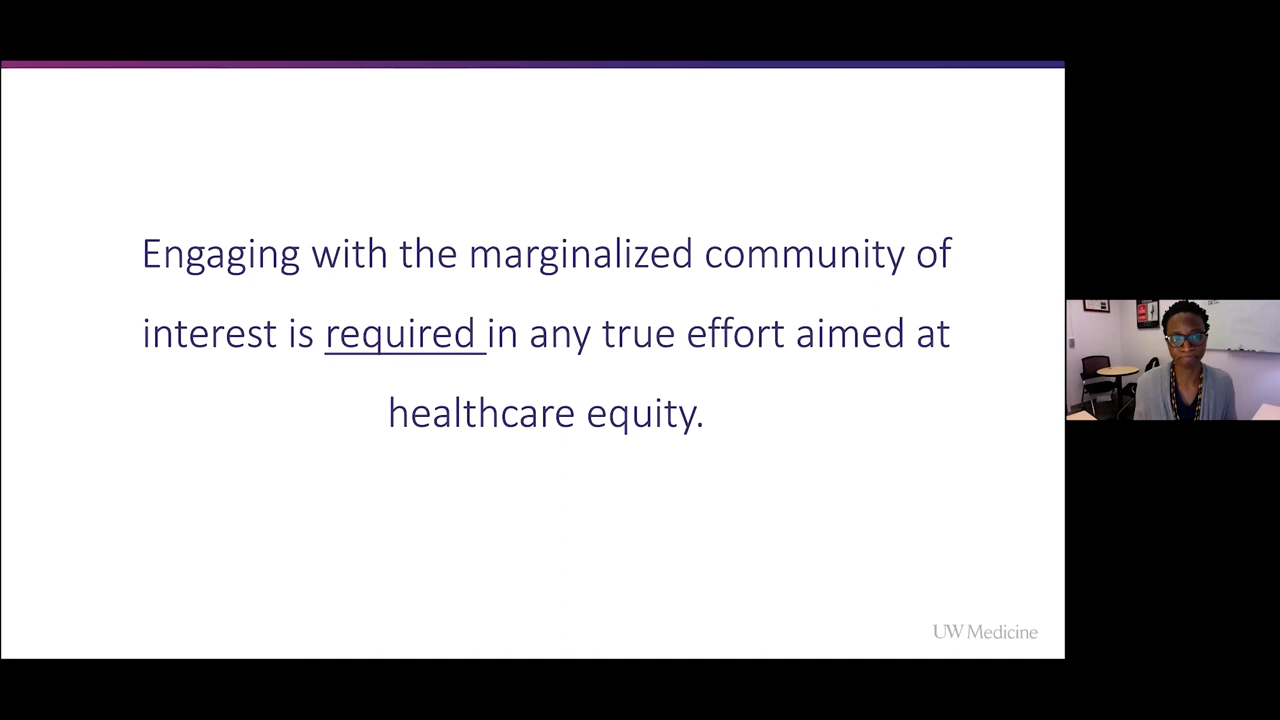 Engaging with the marginalized community of
interest is required in any true effort aimed at
healthcare equity.
UW Medicine